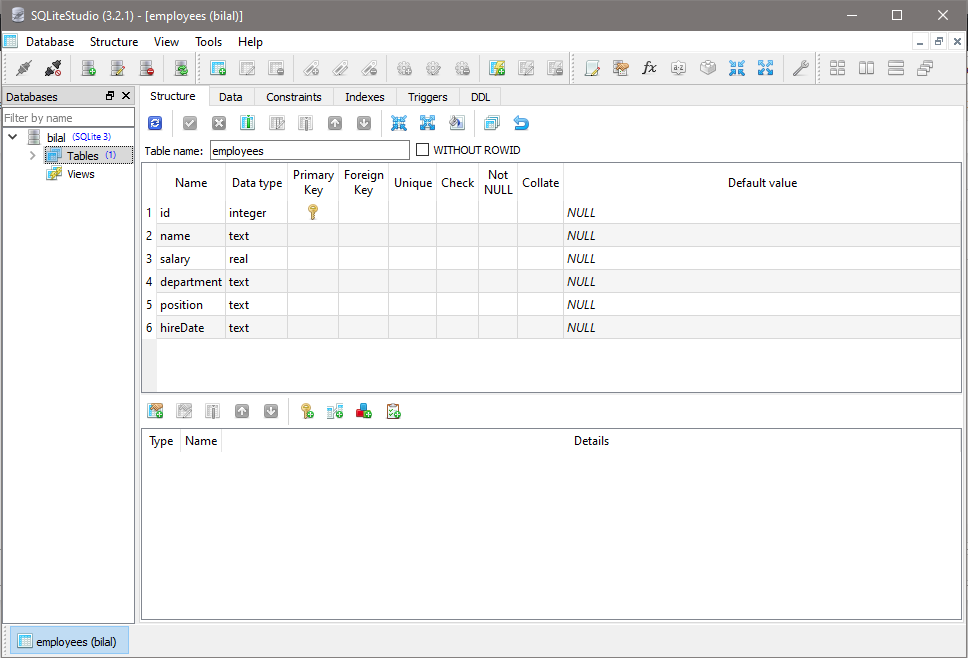 SQLiteStudio (3.2.1) - [employees (bilal)]
Database Structure View Tools Help
Databases
Filter by name
bilal (SQLite 3)
Tables (1)
Views
Structure Data Constraints Indexes Triggers DDL
Table name: employees WITHOUT ROWID
Name Data type Primary Key Foreign Key Unique Check Not NULL Collate Default value
1 id integer NULL
2 name text NULL
3 salary real NULL
4 department text NULL
5 position text NULL
6 hireDate text NULL
Type Name Details
employees (bilal)